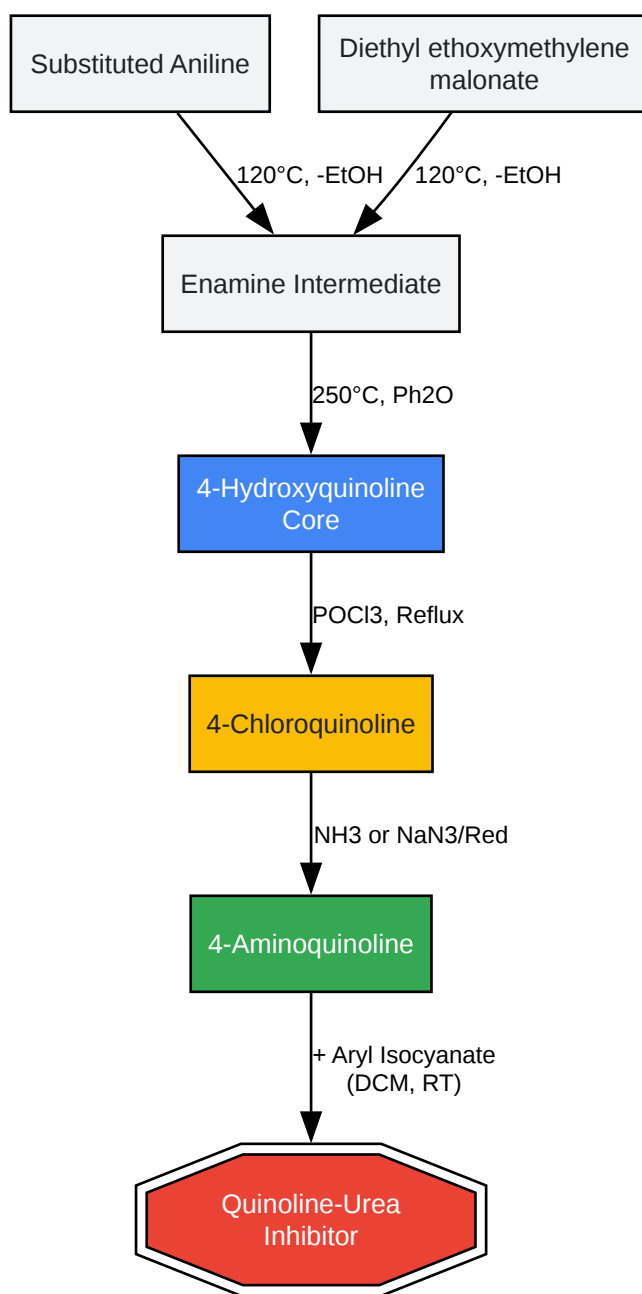 Substituted Aniline
Diethyl ethoxymethylene
malonate
120°C, -EtOH
120°C, -EtOH
Enamine Intermediate
250°C, Ph2O
4-Hydroxyquinoline
Core
POCl3, Reflux
4-Chloroquinoline
NH3 or NaN3/Red
4-Aminoquinoline
+ Aryl Isocyanate
(DCM, RT)
Quinoline-Urea
Inhibitor